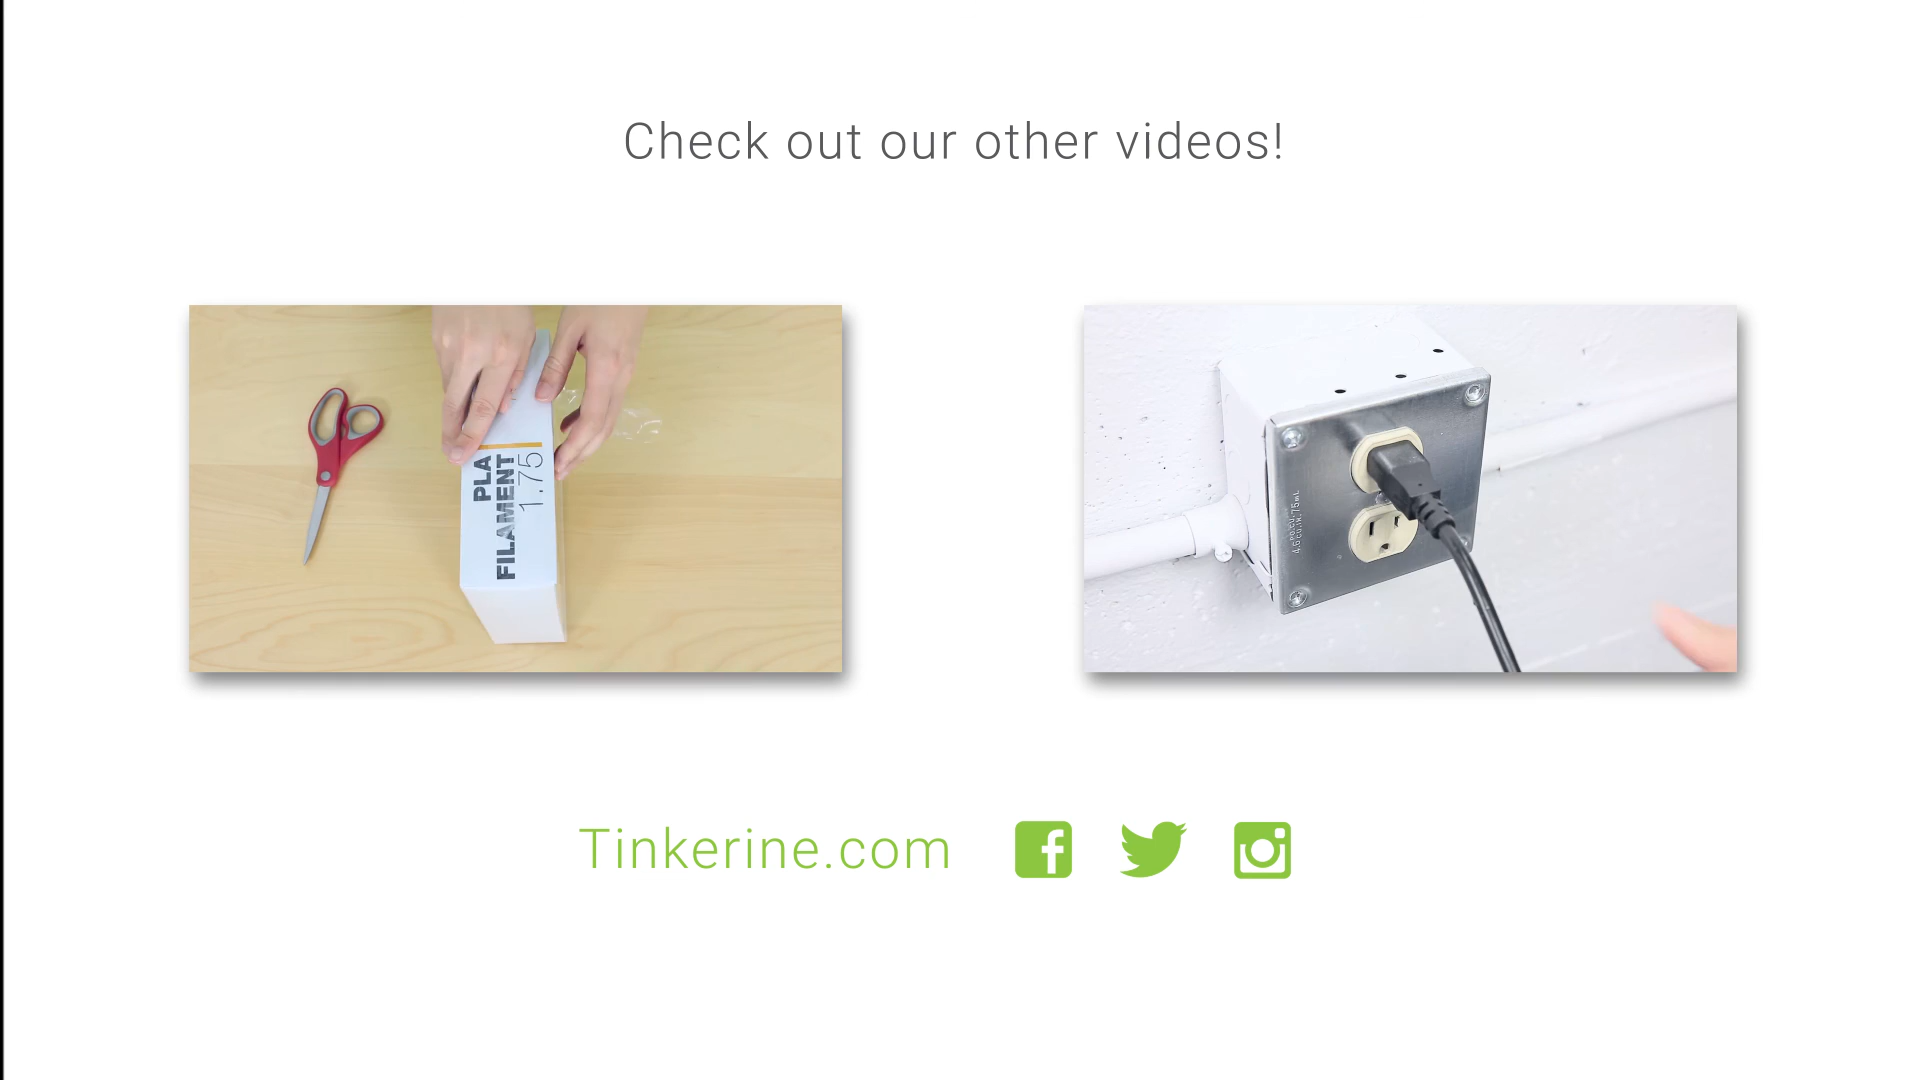 Check out our other videos!
PLA
FILAMENT
1.75
Tinkerine.com